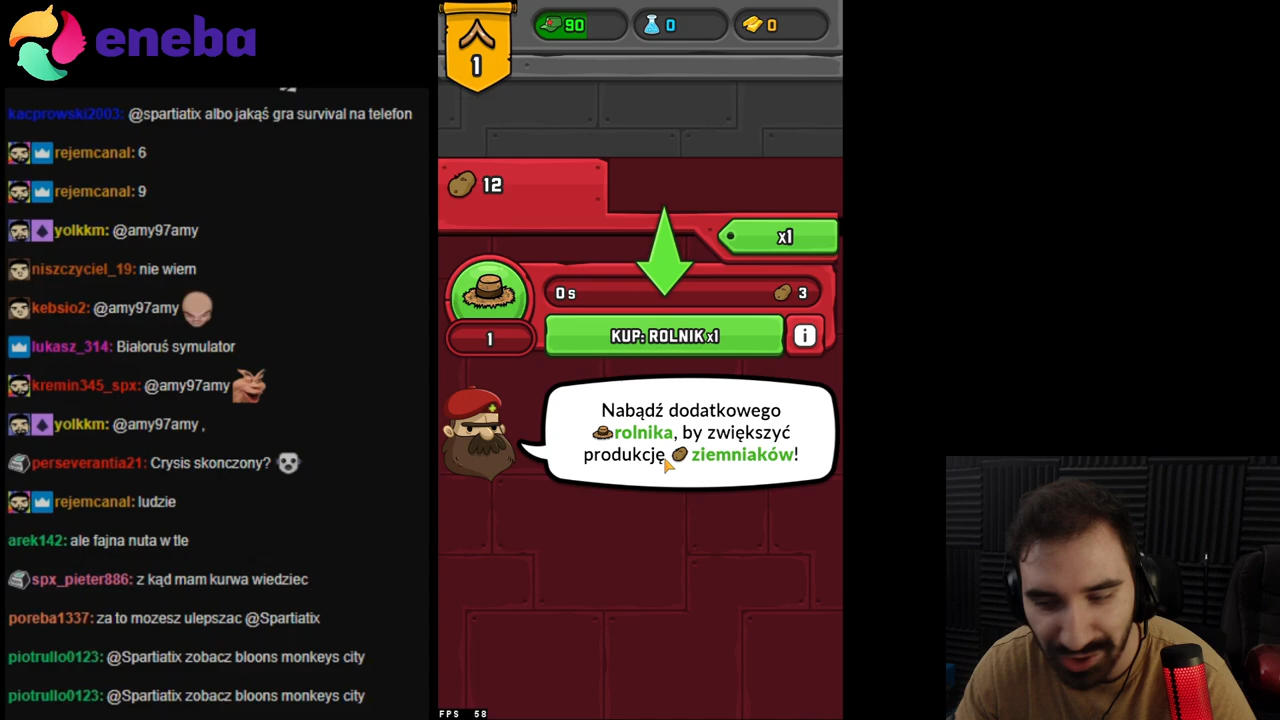 eneba
kacprowski2003: @spartiatix albo jakąś gra survival na telefon
rejemcanal: 6
rejemcanal: 9
yolkkm: @amy97amy
niszczyciel_19: nie wiem
kebsio2: @amy97amy
lukasz_314: Białoruś symulator
kremin345_spx: @amy97amy
yolkkm: @amy97amy ,
perseverantia21: Crysis skonczony?
rejemcanal: ludzie
arek142: ale fajna nuta w tle
spx_pieter886: z kąd mam kurwa wiedziec
poreba1337: za to mozesz ulepszac @Spartiatix
piotrullo0123: @Spartiatix zobacz bloons monkeys city
piotrullo0123: @Spartiatix zobacz bloons monkeys city
1
90
0
0
12
x1
0 s
3
1
KUP: ROLNIK x1
i
Nabądź dodatkowego
rolnika, by zwiększyć
produkcję ziemniaków!
FPS 58